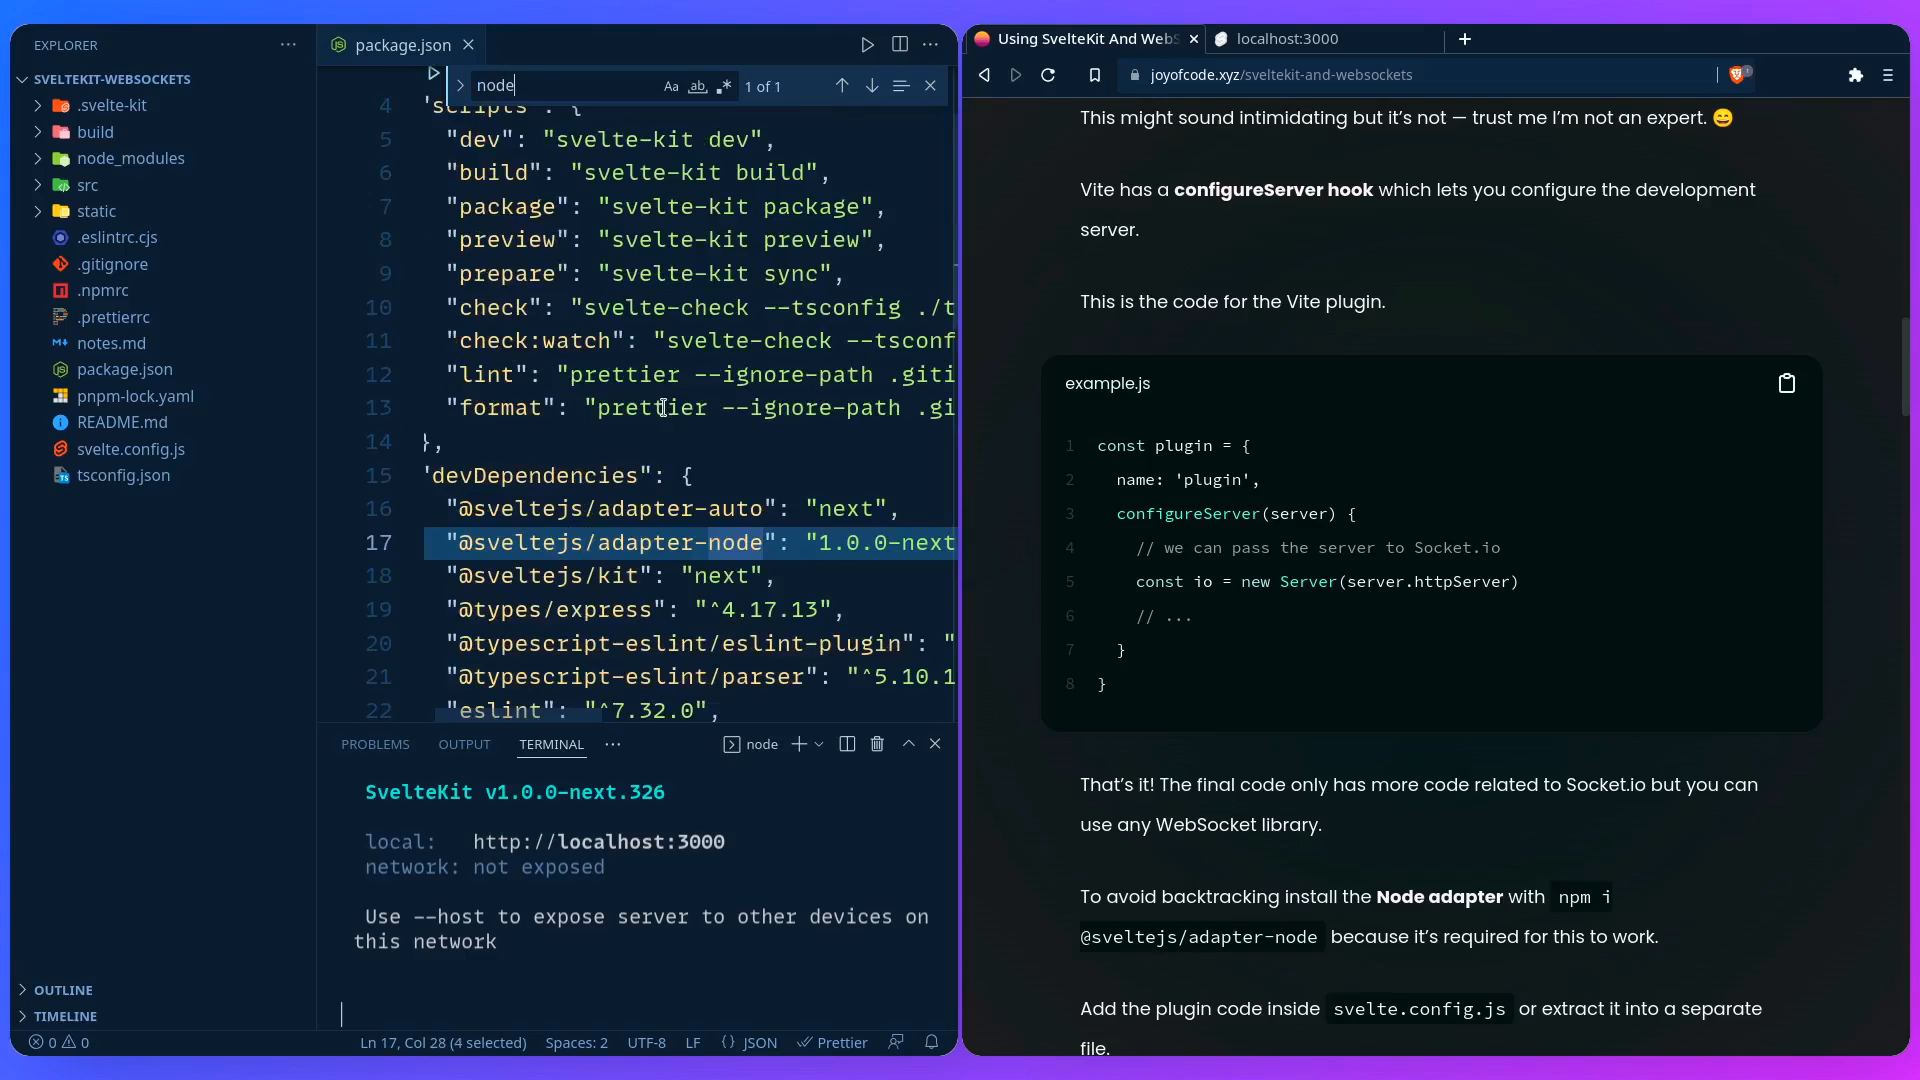 EXPLORER
SVELTEKIT-WEBSOCKETS
.svelte-kit
build
node_modules
src
static
.eslintrc.cjs
.gitignore
.npmrc
.prettierrc
notes.md
package.json
pnpm-lock.yaml
README.md
svelte.config.js
tsconfig.json
OUTLINE
TIMELINE
package.json
node
Aa
ab
1 of 1
4 "scripts": {
5 "dev": "svelte-kit dev",
6 "build": "svelte-kit build",
7 "package": "svelte-kit package",
8 "preview": "svelte-kit preview",
9 "prepare": "svelte-kit sync",
10 "check": "svelte-check --tsconfig ./t
11 "check:watch": "svelte-check --tsconf
12 "lint": "prettier --ignore-path .giti
13 "format": "prettier --ignore-path .gi
14 },
15 "devDependencies": {
16 "@sveltejs/adapter-auto": "next",
17 "@sveltejs/adapter-node": "1.0.0-next
18 "@sveltejs/kit": "next",
19 "@types/express": "^4.17.13",
20 "@typescript-eslint/eslint-plugin": "
21 "@typescript-eslint/parser": "^5.10.1
22 "eslint": "^7.32.0",
PROBLEMS OUTPUT TERMINAL
node
SvelteKit v1.0.0-next.326
local: http://localhost:3000
network: not exposed
Use --host to expose server to other devices on
this network
0 0
Ln 17, Col 28 (4 selected) Spaces: 2 UTF-8 LF {} JSON Prettier
Using SvelteKit And WebS
localhost:3000
joyofcode.xyz/sveltekit-and-websockets
This might sound intimidating but it's not — trust me I'm not an expert. 😄
Vite has a configureServer hook which lets you configure the development
server.
This is the code for the Vite plugin.
example.js
1 const plugin = {
2 name: 'plugin',
3 configureServer(server) {
4 // we can pass the server to Socket.io
5 const io = new Server(server.httpServer)
6 // ...
7 }
8 }
That's it! The final code only has more code related to Socket.io but you can
use any WebSocket library.
To avoid backtracking install the Node adapter with npm i
@sveltejs/adapter-node because it's required for this to work.
Add the plugin code inside svelte.config.js or extract it into a separate
file.